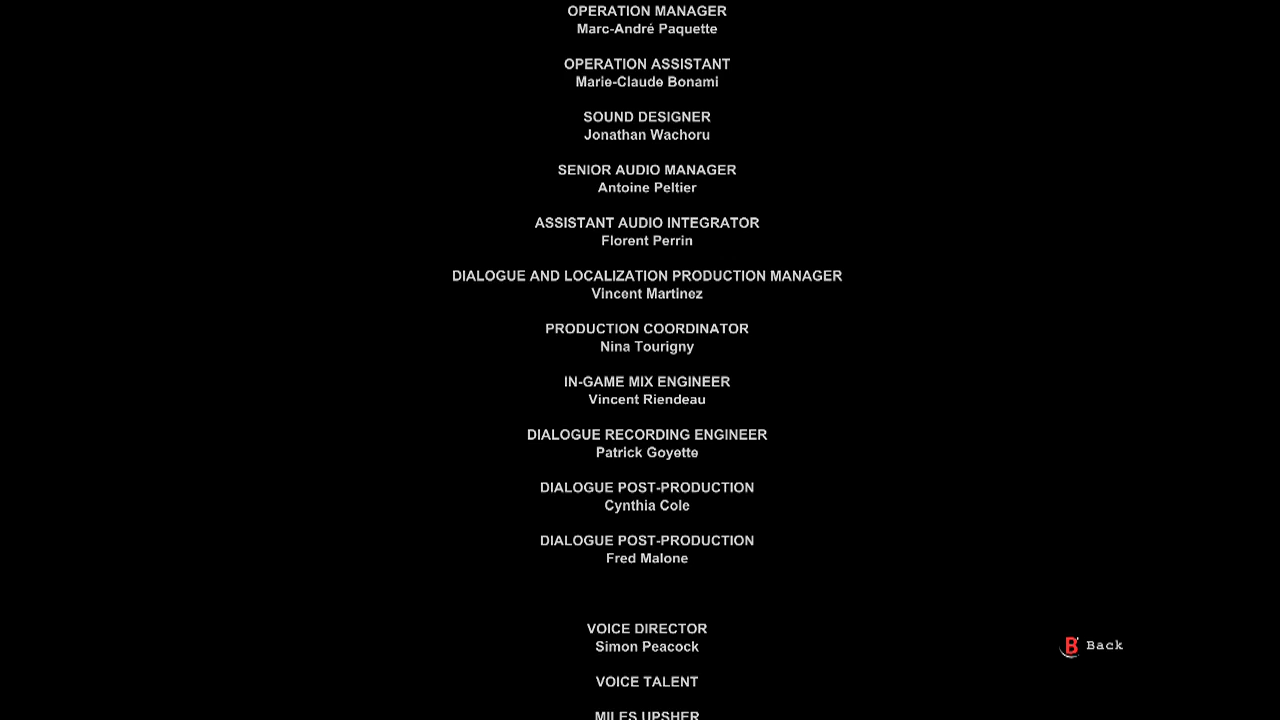 OPERATION MANAGER
Marc-André Paquette
OPERATION ASSISTANT
Marie-Claude Bonami
SOUND DESIGNER
Jonathan Wachoru
SENIOR AUDIO MANAGER
Antoine Peltier
ASSISTANT AUDIO INTEGRATOR
Florent Perrin
DIALOGUE AND LOCALIZATION PRODUCTION MANAGER
Vincent Martinez
PRODUCTION COORDINATOR
Nina Tourigny
IN-GAME MIX ENGINEER
Vincent Riendeau
DIALOGUE RECORDING ENGINEER
Patrick Goyette
DIALOGUE POST-PRODUCTION
Cynthia Cole
DIALOGUE POST-PRODUCTION
Fred Malone
VOICE DIRECTOR
Simon Peacock
B Back
VOICE TALENT
MILES UPSHER